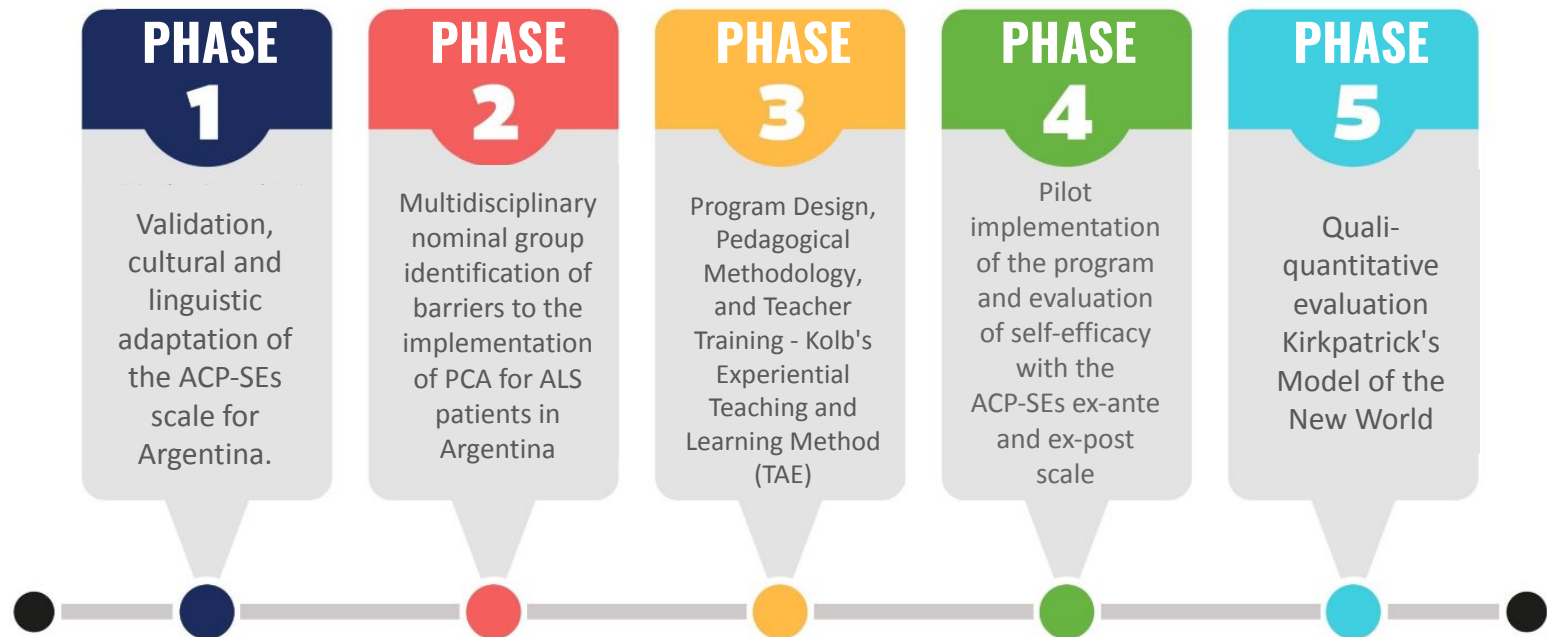 PHASE
1
Validation,
cultural and
linguistic
adaptation of
the ACP-SEs
scale for
Argentina.
PHASE
2
Multidisciplinary
nominal group
identification of
barriers to the
implementation
of PCA for ALS
patients in
Argentina
PHASE
3
Program Design,
Pedagogical
Methodology,
and Teacher
Training - Kolb's
Experiential
Teaching and
Learning Method
(TAE)
PHASE
4
Pilot
implementation
of the program
and evaluation
of self-efficacy
with the
ACP-SEs ex-ante
and ex-post
scale
PHASE
5
Quali-
quantitative
evaluation
Kirkpatrick's
Model of the
New World